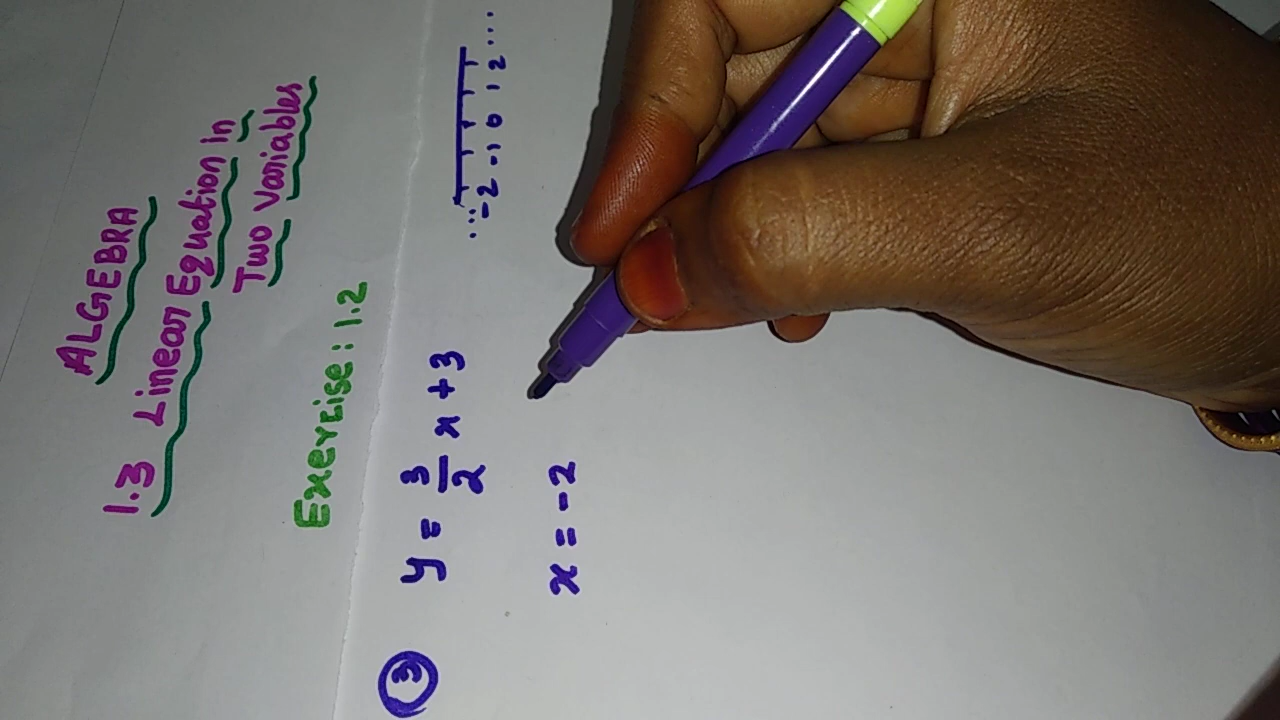 ALGEBRA
1.3 Linear Equation in
Two Variables
Exercise: 1.2
③ y = 3/2 x + 3
... -2 -1 0 1 2 ...
x = -2